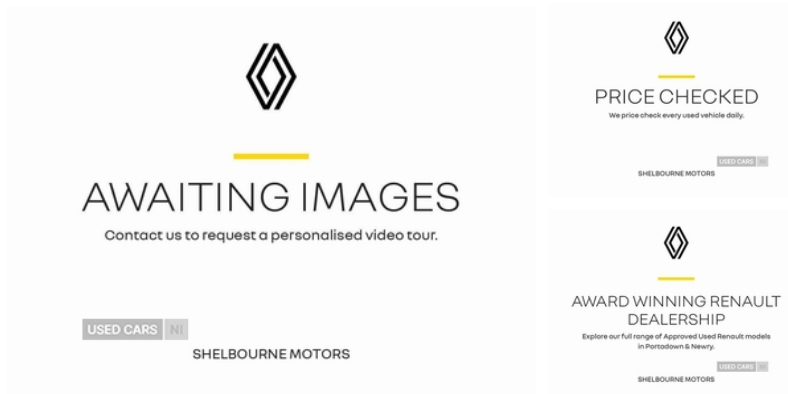 AWAITING IMAGES
Contact us to request a personalised video tour.
USED CARS NI
SHELBOURNE MOTORS
PRICE CHECKED
We price check every used vehicle daily.
USED CARS NI
SHELBOURNE MOTORS
AWARD WINNING RENAULT
DEALERSHIP
Explore our full range of Approved Used Renault models
in Portadown & Newry.
USED CARS NI
SHELBOURNE MOTORS